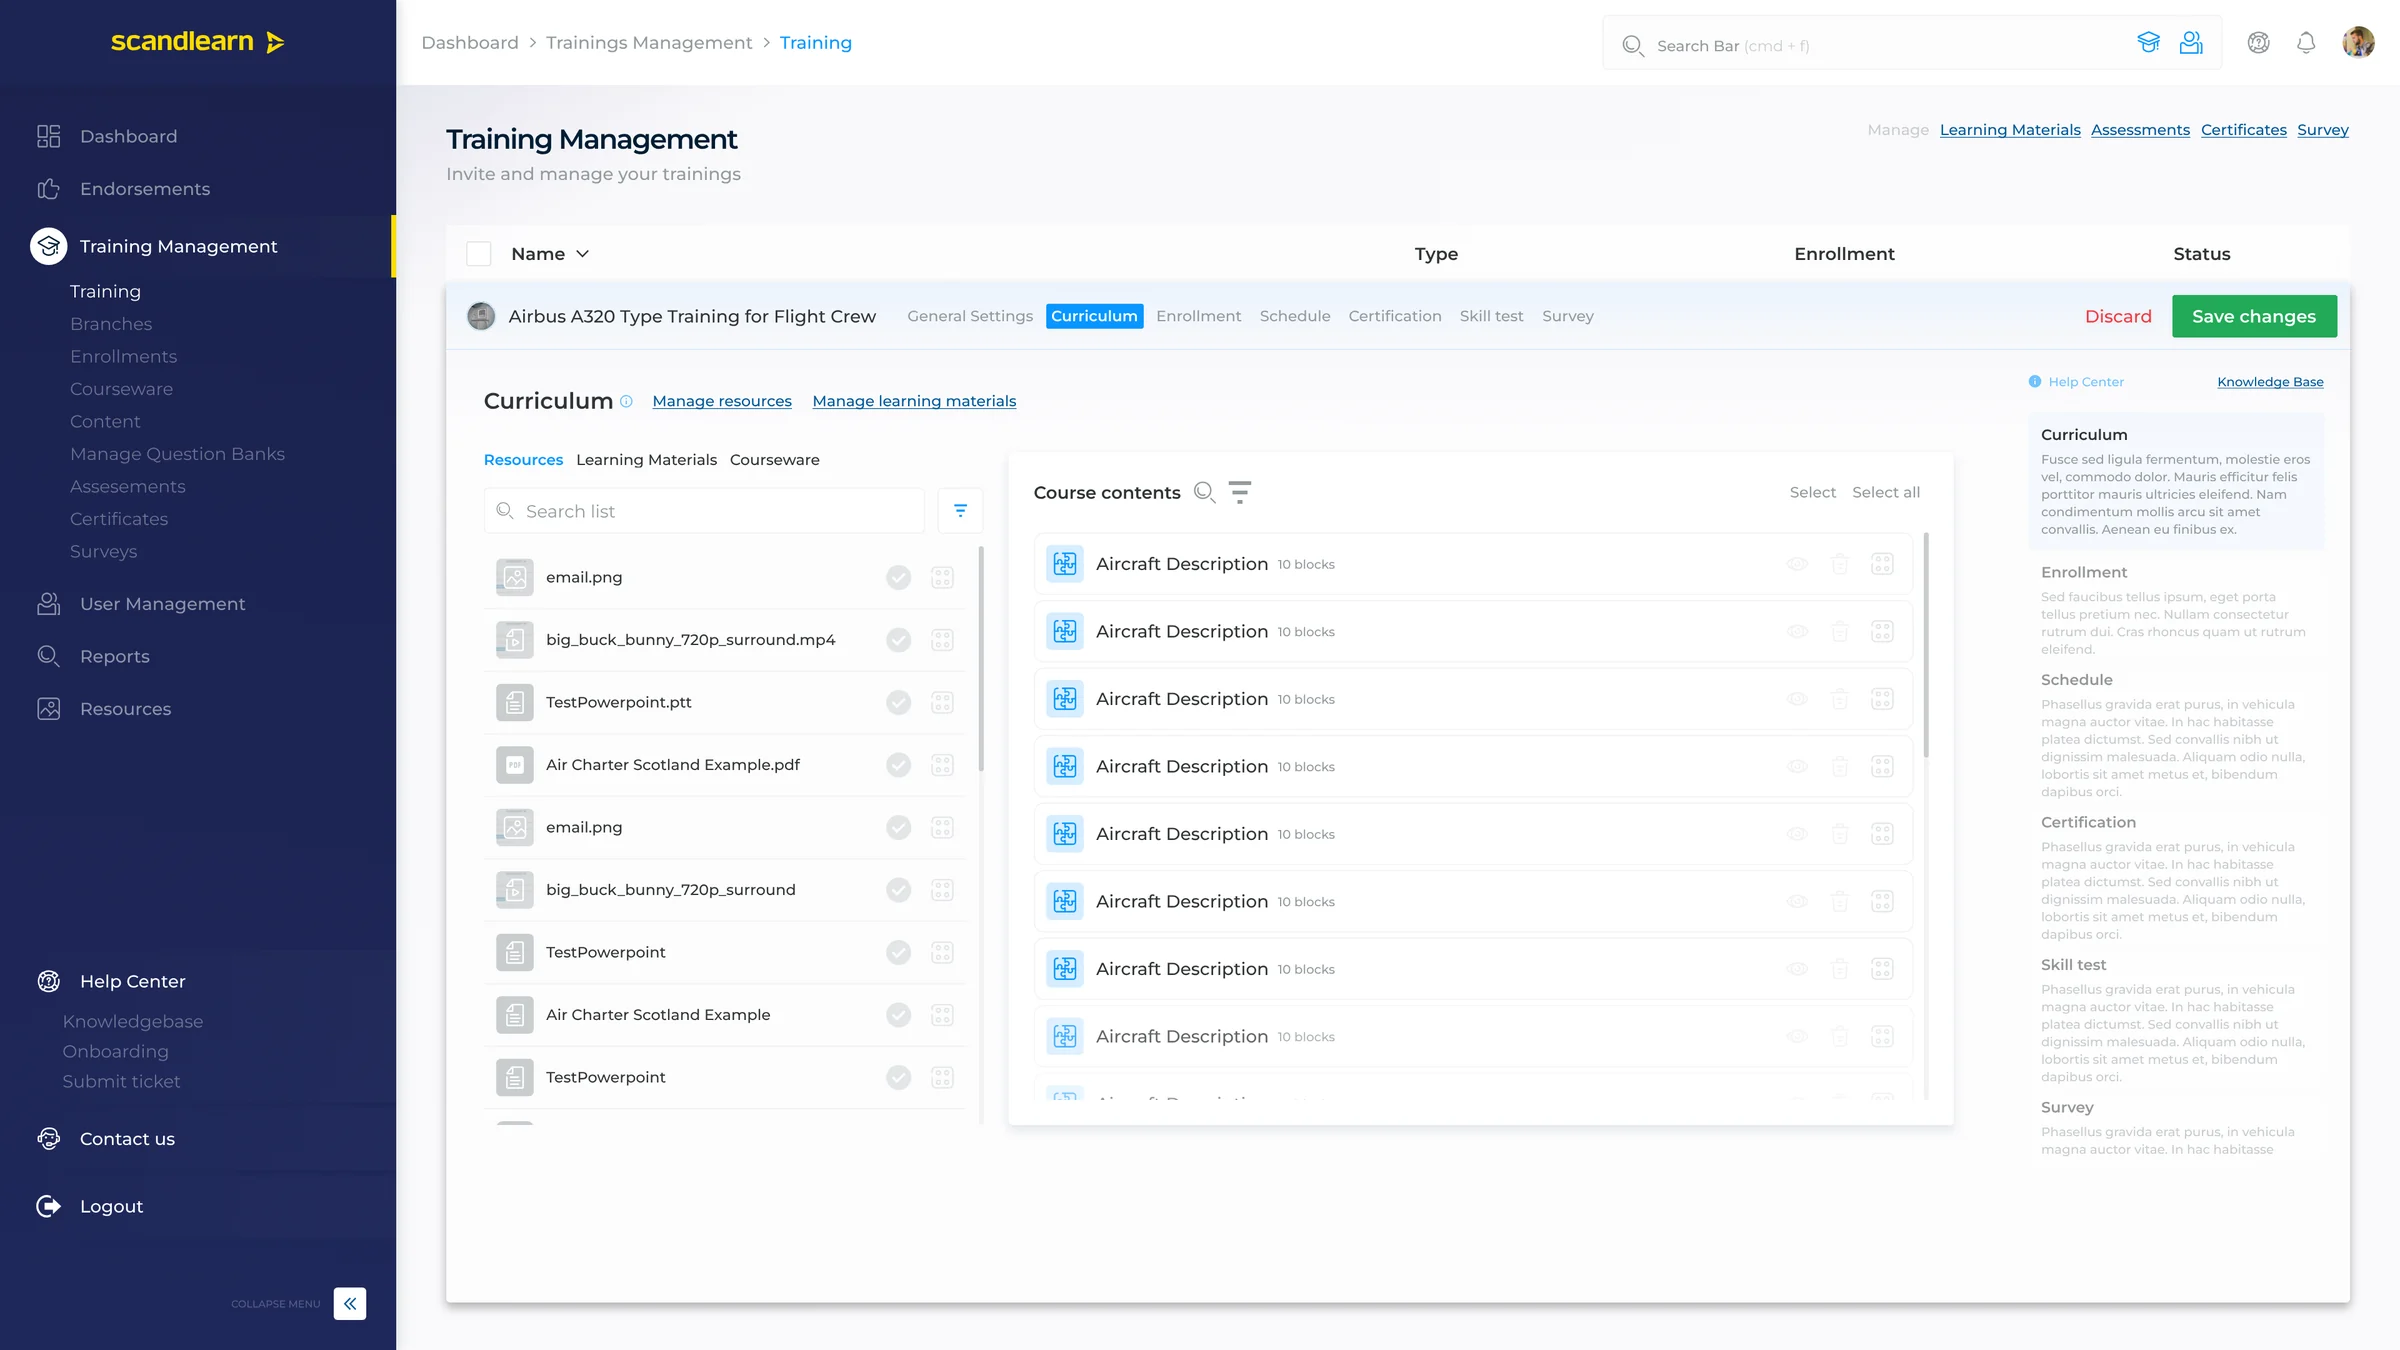 scandlearn
Dashboard
Endorsements
Training Management
Training
Branches
Enrollments
Courseware
Content
Manage Question Banks
Assesements
Certificates
Surveys
User Management
Reports
Resources
Help Center
Knowledgebase
Onboarding
Submit ticket
Contact us
Logout
COLLAPSE MENU
Dashboard > Trainings Management > Training
Search Bar (cmd + f)
Training Management
Invite and manage your trainings
Manage Learning Materials Assessments Certificates Survey
Name Type Enrollment Status
Airbus A320 Type Training for Flight Crew General Settings Curriculum Enrollment Schedule Certification Skill test Survey Discard Save changes
Curriculum Manage resources Manage learning materials
Resources Learning Materials Courseware
Search list
email.png
big_buck_bunny_720p_surround.mp4
TestPowerpoint.ptt
PDF
Air Charter Scotland Example.pdf
email.png
big_buck_bunny_720p_surround
TestPowerpoint
Air Charter Scotland Example
TestPowerpoint
Course contents Select Select all
Aircraft Description 10 blocks
Aircraft Description 10 blocks
Aircraft Description 10 blocks
Aircraft Description 10 blocks
Aircraft Description 10 blocks
Aircraft Description 10 blocks
Aircraft Description 10 blocks
Aircraft Description 10 blocks
Help Center Knowledge Base
Curriculum
Fusce sed ligula fermentum, molestie eros
vel, commodo dolor. Mauris efficitur felis
porttitor mauris ultricies eleifend. Nam
condimentum mollis arcu sit amet
convallis. Aenean eu finibus ex.
Enrollment
Sed faucibus tellus ipsum, eget porta
tellus pretium nec. Nullam consectetur
rutrum dui. Cras rhoncus quam ut rutrum
eleifend.
Schedule
Phasellus gravida erat purus, in vehicula
magna auctor vitae. In hac habitasse
platea dictumst. Sed convallis nibh ut
dignissim malesuada. Aliquam odio nulla,
lobortis sit amet metus et, bibendum
dapibus orci.
Certification
Phasellus gravida erat purus, in vehicula
magna auctor vitae. In hac habitasse
platea dictumst. Sed convallis nibh ut
dignissim malesuada. Aliquam odio nulla,
lobortis sit amet metus et, bibendum
dapibus orci.
Skill test
Phasellus gravida erat purus, in vehicula
magna auctor vitae. In hac habitasse
platea dictumst. Sed convallis nibh ut
dignissim malesuada. Aliquam odio nulla,
lobortis sit amet metus et, bibendum
dapibus orci.
Survey
Phasellus gravida erat purus, in vehicula
magna auctor vitae. In hac habitasse